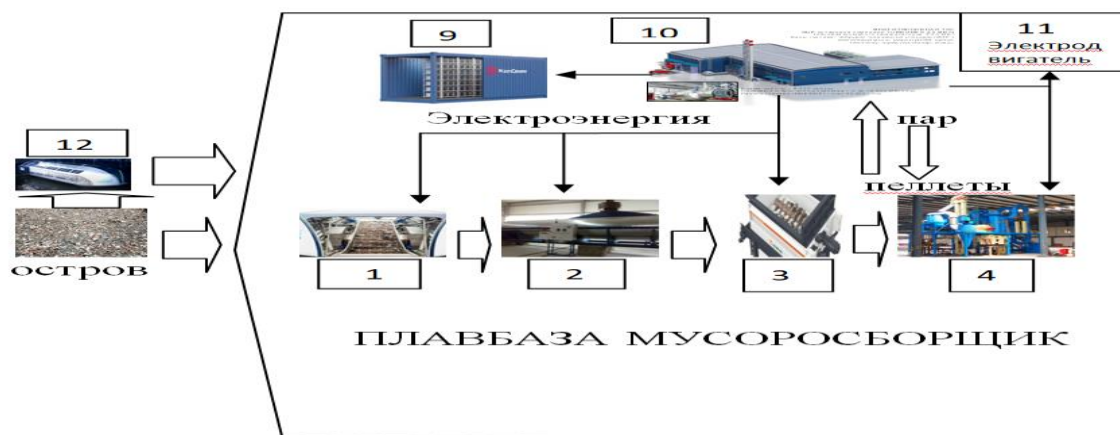 9
10
11
Электрод
вигатель
Электроэнергия
пар
12
пеллеты
остров
1
2
3
4
ПЛАВБАЗА МУСОРОСБОРЩИК